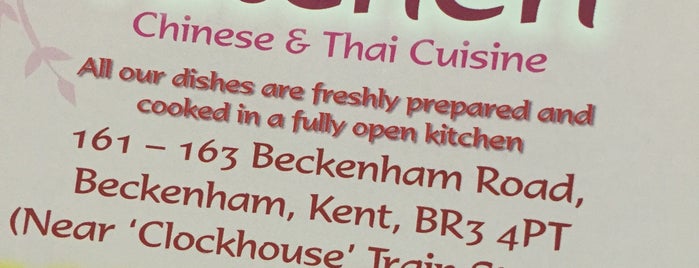 Chinese & Thai Cuisine
All our dishes are freshly prepared and
cooked in a fully open kitchen
161 – 163 Beckenham Road,
Beckenham, Kent, BR3 4PT
(Near 'Clockhouse' Train